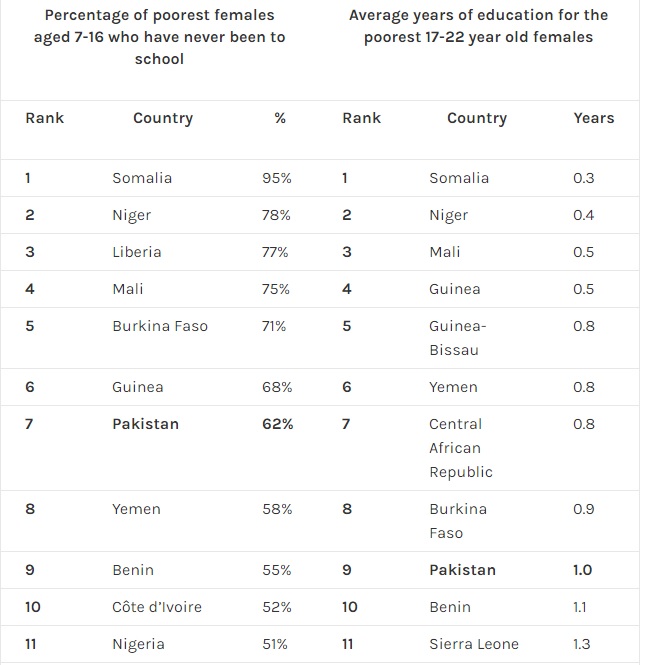 Percentage of poorest females aged 7-16 who have never been to school
Average years of education for the poorest 17-22 year old females
Rank Country % Rank Country Years
1 Somalia 95% 1 Somalia 0.3
2 Niger 78% 2 Niger 0.4
3 Liberia 77% 3 Mali 0.5
4 Mali 75% 4 Guinea 0.5
5 Burkina Faso 71% 5 Guinea-Bissau 0.8
6 Guinea 68% 6 Yemen 0.8
7 Pakistan 62% 7 Central African Republic 0.8
8 Yemen 58% 8 Burkina Faso 0.9
9 Benin 55% 9 Pakistan 1.0
10 Côte d’Ivoire 52% 10 Benin 1.1
11 Nigeria 51% 11 Sierra Leone 1.3